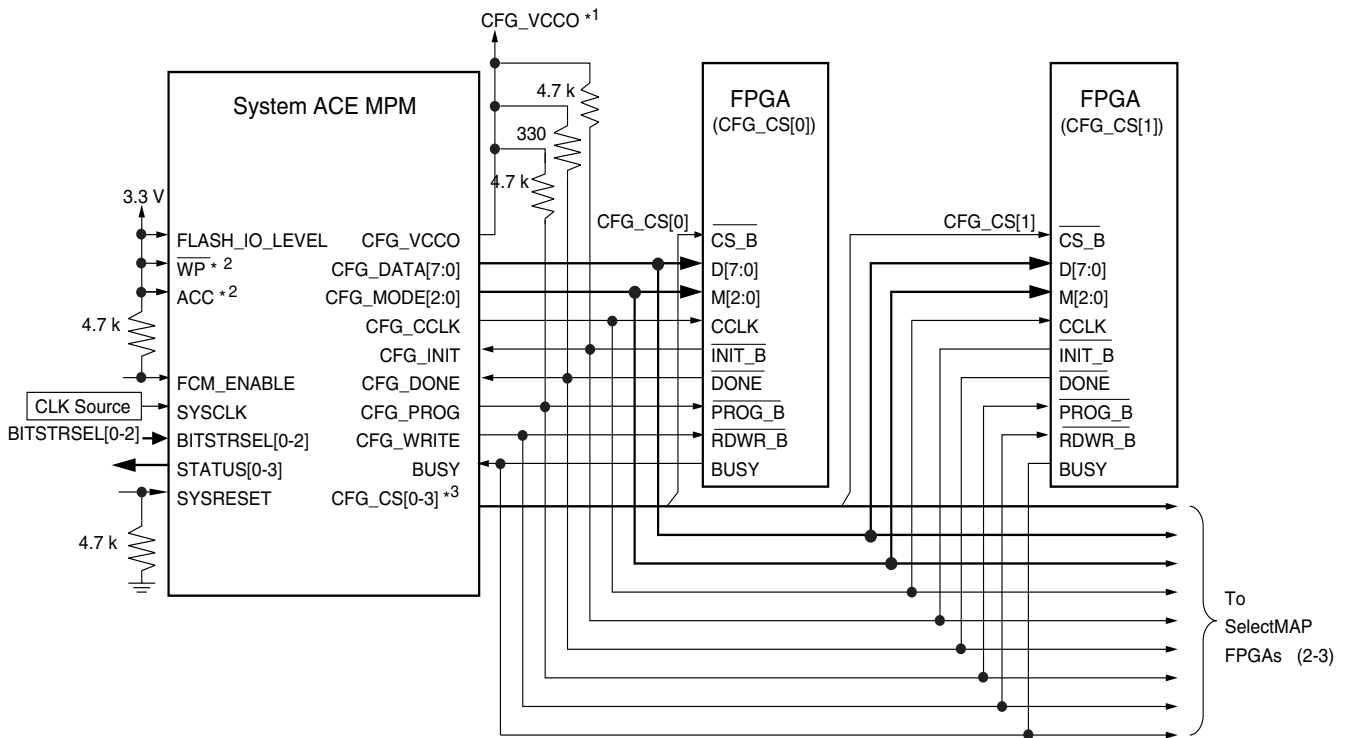 CFG_VCCO *1
System ACE MPM
4.7 k
330
4.7 k
FPGA
(CFG_CS[0])
FPGA
(CFG_CS[1])
3.3 V
CFG_CS[0]
CFG_CS[1]
FLASH_IO_LEVEL
WP * 2
ACC *2
4.7 k
FCM_ENABLE
CLK Source
SYSCLK
BITSTRSEL[0-2]
BITSTRSEL[0-2]
STATUS[0-3]
SYSRESET
4.7 k
CFG_VCCO
CFG_DATA[7:0]
CFG_MODE[2:0]
CFG_CCLK
CFG_INIT
CFG_DONE
CFG_PROG
CFG_WRITE
BUSY
CFG_CS[0-3] *3
CS_B
D[7:0]
M[2:0]
CCLK
INIT_B
DONE
PROG_B
RDWR_B
BUSY
CS_B
D[7:0]
M[2:0]
CCLK
INIT_B
DONE
PROG_B
RDWR_B
BUSY
To
SelectMAP
FPGAs (2-3)